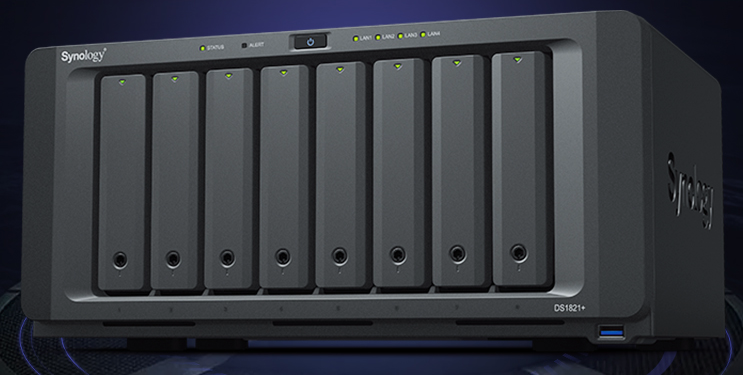 Synology
STATUS
ALERT
LAN1
LAN2
LAN3
LAN4
Synology
DS1821+